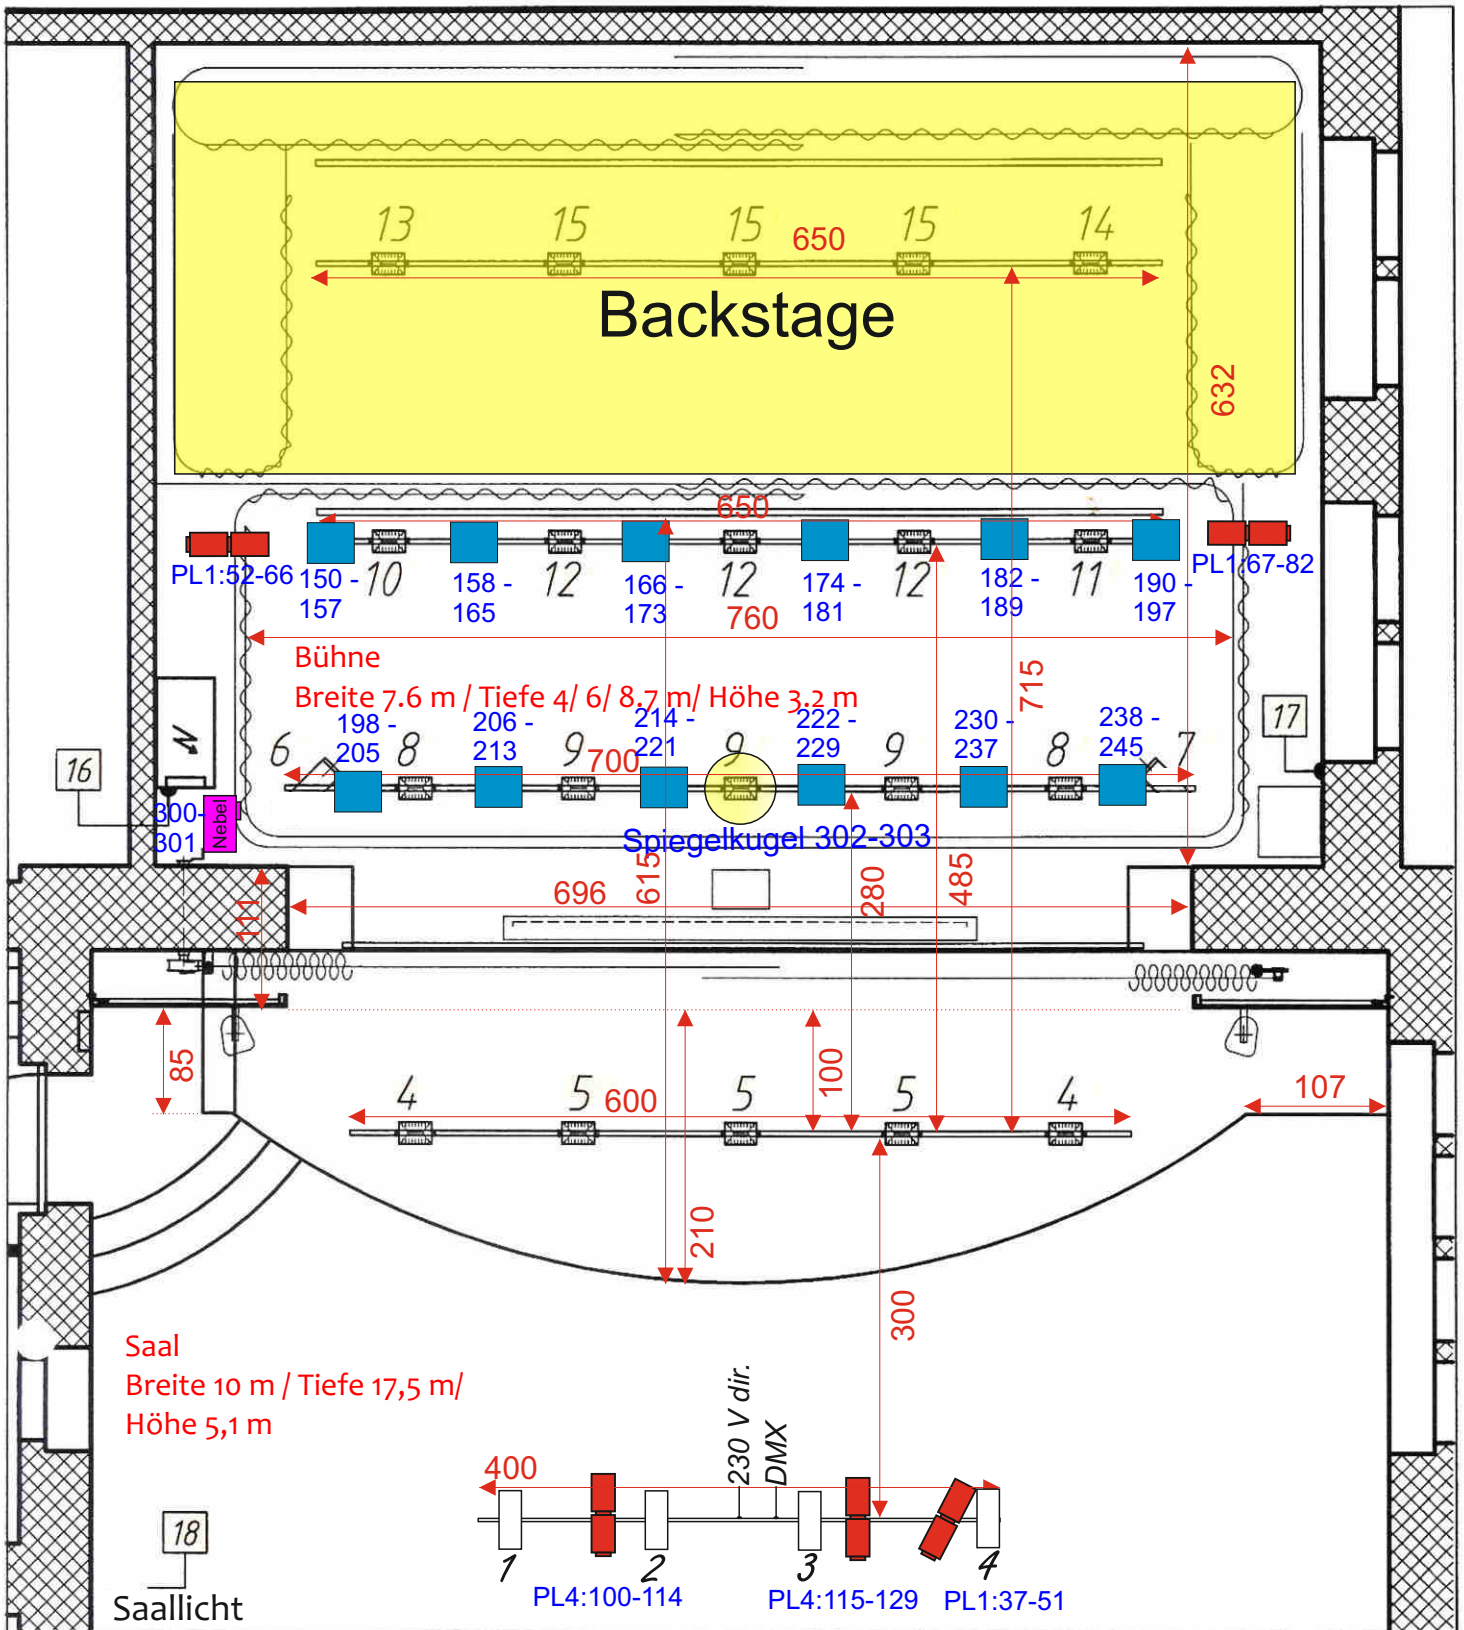 13 15 15 15 14
650
Backstage
632
650
PL1:52-66
PL1:67-82
150 -
157
10
158 -
165
12
166 -
173
12
174 -
181
12
182 -
189
11
190 -
197
760
Bühne
Breite 7.6 m / Tiefe 4/ 6/ 8.7 m/ Höhe 3.2 m
715
198 -
205
206 -
213
214 -
221
222 -
229
230 -
237
238 -
245
6 8 9 9 9 8 7
700
16
17
300-
301
Nebel
Spiegelkugel 302-303
615
280
485
696
111
85
100
107
4 5 5 5 4
600
210
300
Saal
Breite 10 m / Tiefe 17,5 m/
Höhe 5,1 m
230 V dir.
DMX
400
1 2 3 4
PL4:100-114
PL4:115-129
PL1:37-51
18
Saallicht